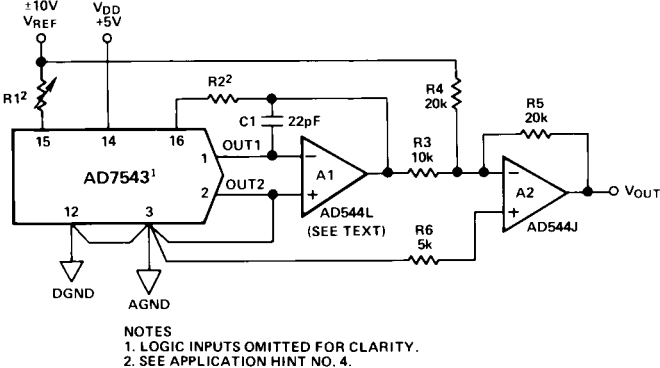 ±10V
VREF
VDD
+5V
R1²
R2²
C1
22pF
R4
20k
R5
20k
15
14
16
1
OUT1
R3
10k
−
A1
+
−
A2
+
VOUT
AD7543¹
2
OUT2
AD544L
(SEE TEXT)
AD544J
12
3
R6
5k
DGND
AGND
NOTES
1. LOGIC INPUTS OMITTED FOR CLARITY.
2. SEE APPLICATION HINT NO. 4.